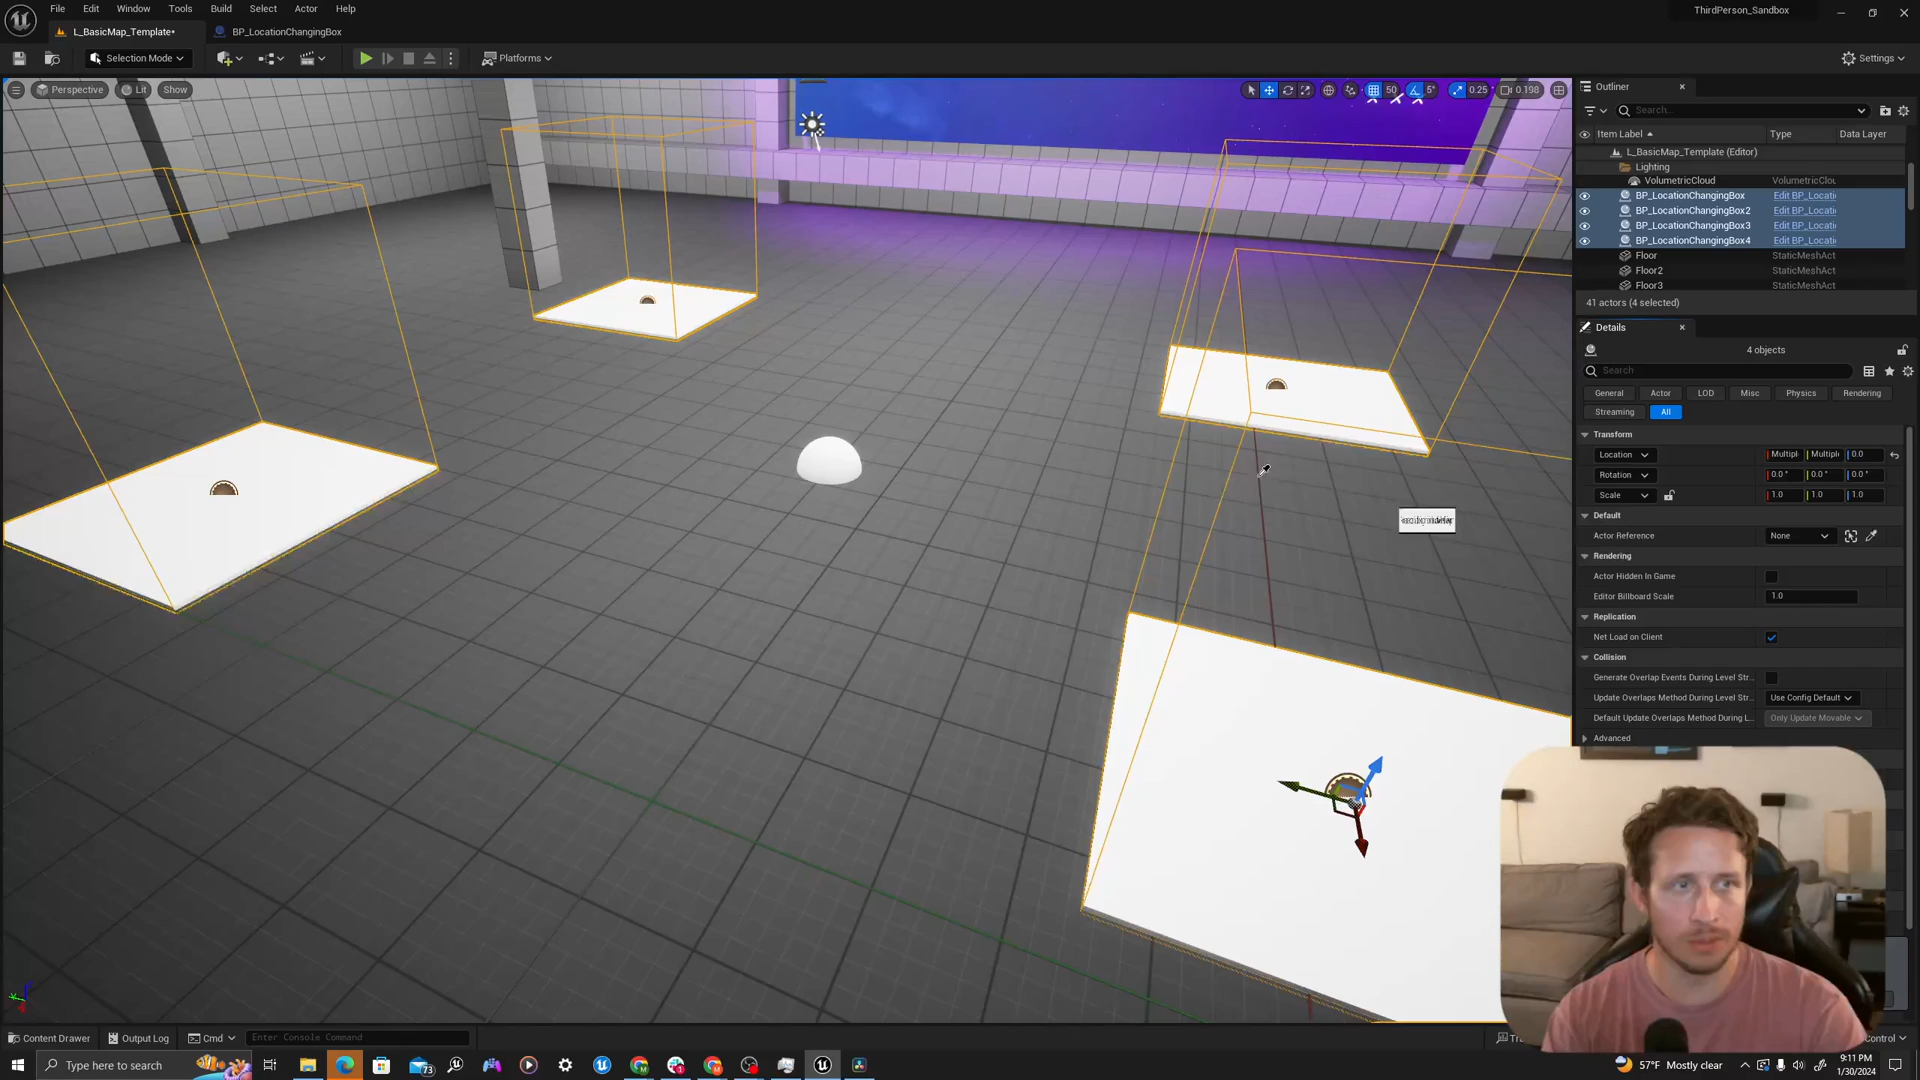 File Edit Window Tools Build Select Actor Help
ThirdPerson_Sandbox
L_BasicMap_Template*
BP_LocationChangingBox
Selection Mode
Platforms
Settings
Perspective
Lit
Show
50
5°
0.25
0.198
Outliner
Search...
Item Label
Type
Data Layer
L_BasicMap_Template (Editor)
Lighting
VolumetricCloud VolumetricClou
BP_LocationChangingBox Edit BP_Locati
BP_LocationChangingBox2 Edit BP_Locati
BP_LocationChangingBox3 Edit BP_Locati
BP_LocationChangingBox4 Edit BP_Locati
Floor StaticMeshAct
Floor2 StaticMeshAct
Floor3 StaticMeshAct
41 actors (4 selected)
Details
4 objects
Search
General Actor LOD Misc Physics Rendering
Streaming All
Transform
Location Multipl Multipl 0.0
Rotation 0.0 ° 0.0 ° 0.0 °
Scale 1.0 1.0 1.0
Default
Actor Reference None
Rendering
Actor Hidden In Game
Editor Billboard Scale 1.0
Replication
Net Load on Client
Collision
Generate Overlap Events During Level Str...
Update Overlaps Method During Level Str... Use Config Default
Default Update Overlaps Method During L... Only Update Movable
Advanced
Content Drawer
Output Log
Cmd
Enter Console Command
Control
Type here to search
73
57°F Mostly clear
9:11 PM
1/30/2024